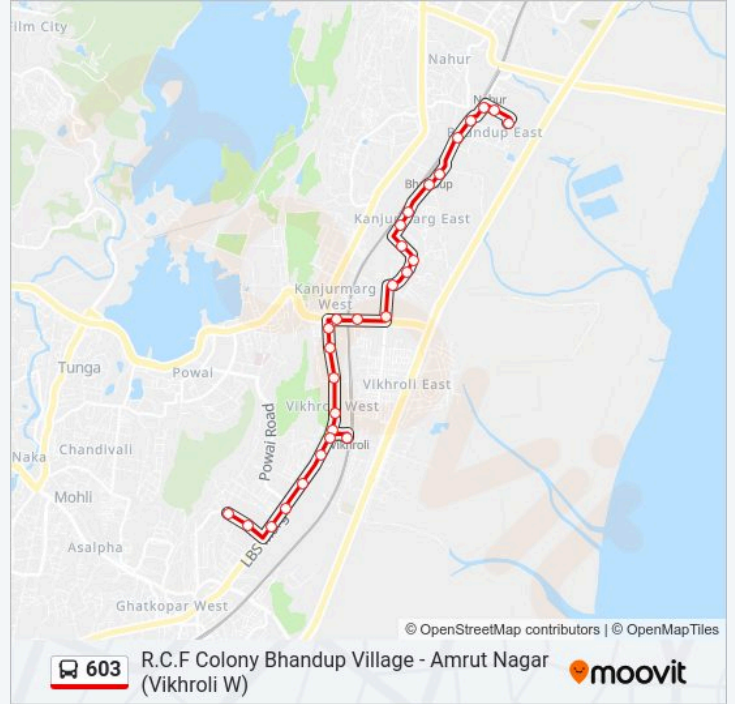 Film City
Nahur
Nahur
Bhandup East
Bhandup
Kanjurmarg East
Kanjurmarg
West
Tunga
Powai
Vikhroli East
Vikhroli West
Powai Road
Chandivali
Naka
Vikhroli
Mohli
Asalpha
LBS Marg
Ghatkopar West
© OpenStreetMap contributors | © OpenMapTiles
603
R.C.F Colony Bhandup Village - Amrut Nagar
(Vikhroli W)
moovit